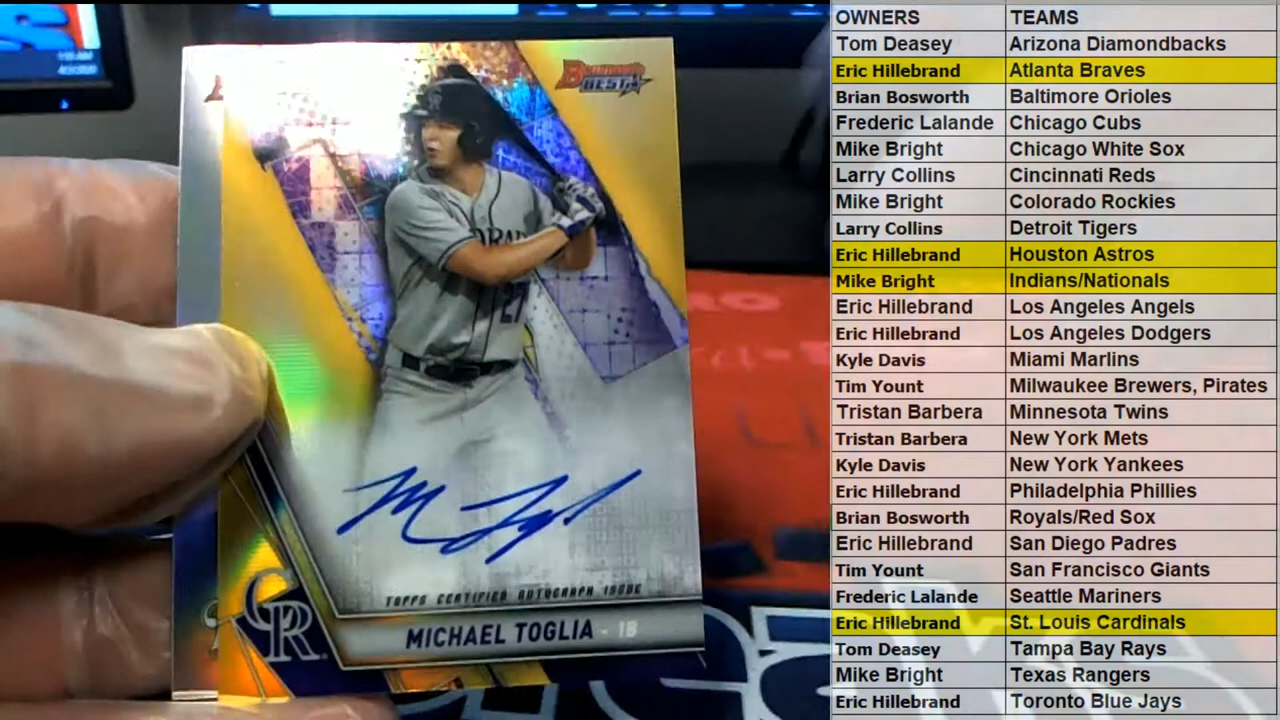 BOWMAN'S
BEST
27
M Togl
TOPPS CERTIFIED AUTOGRAPH ISSUE
CR
MICHAEL TOGLIA - 1B
OWNERS TEAMS
Tom Deasey Arizona Diamondbacks
Eric Hillebrand Atlanta Braves
Brian Bosworth Baltimore Orioles
Frederic Lalande Chicago Cubs
Mike Bright Chicago White Sox
Larry Collins Cincinnati Reds
Mike Bright Colorado Rockies
Larry Collins Detroit Tigers
Eric Hillebrand Houston Astros
Mike Bright Indians/Nationals
Eric Hillebrand Los Angeles Angels
Eric Hillebrand Los Angeles Dodgers
Kyle Davis Miami Marlins
Tim Yount Milwaukee Brewers, Pirates
Tristan Barbera Minnesota Twins
Tristan Barbera New York Mets
Kyle Davis New York Yankees
Eric Hillebrand Philadelphia Phillies
Brian Bosworth Royals/Red Sox
Eric Hillebrand San Diego Padres
Tim Yount San Francisco Giants
Frederic Lalande Seattle Mariners
Eric Hillebrand St. Louis Cardinals
Tom Deasey Tampa Bay Rays
Mike Bright Texas Rangers
Eric Hillebrand Toronto Blue Jays